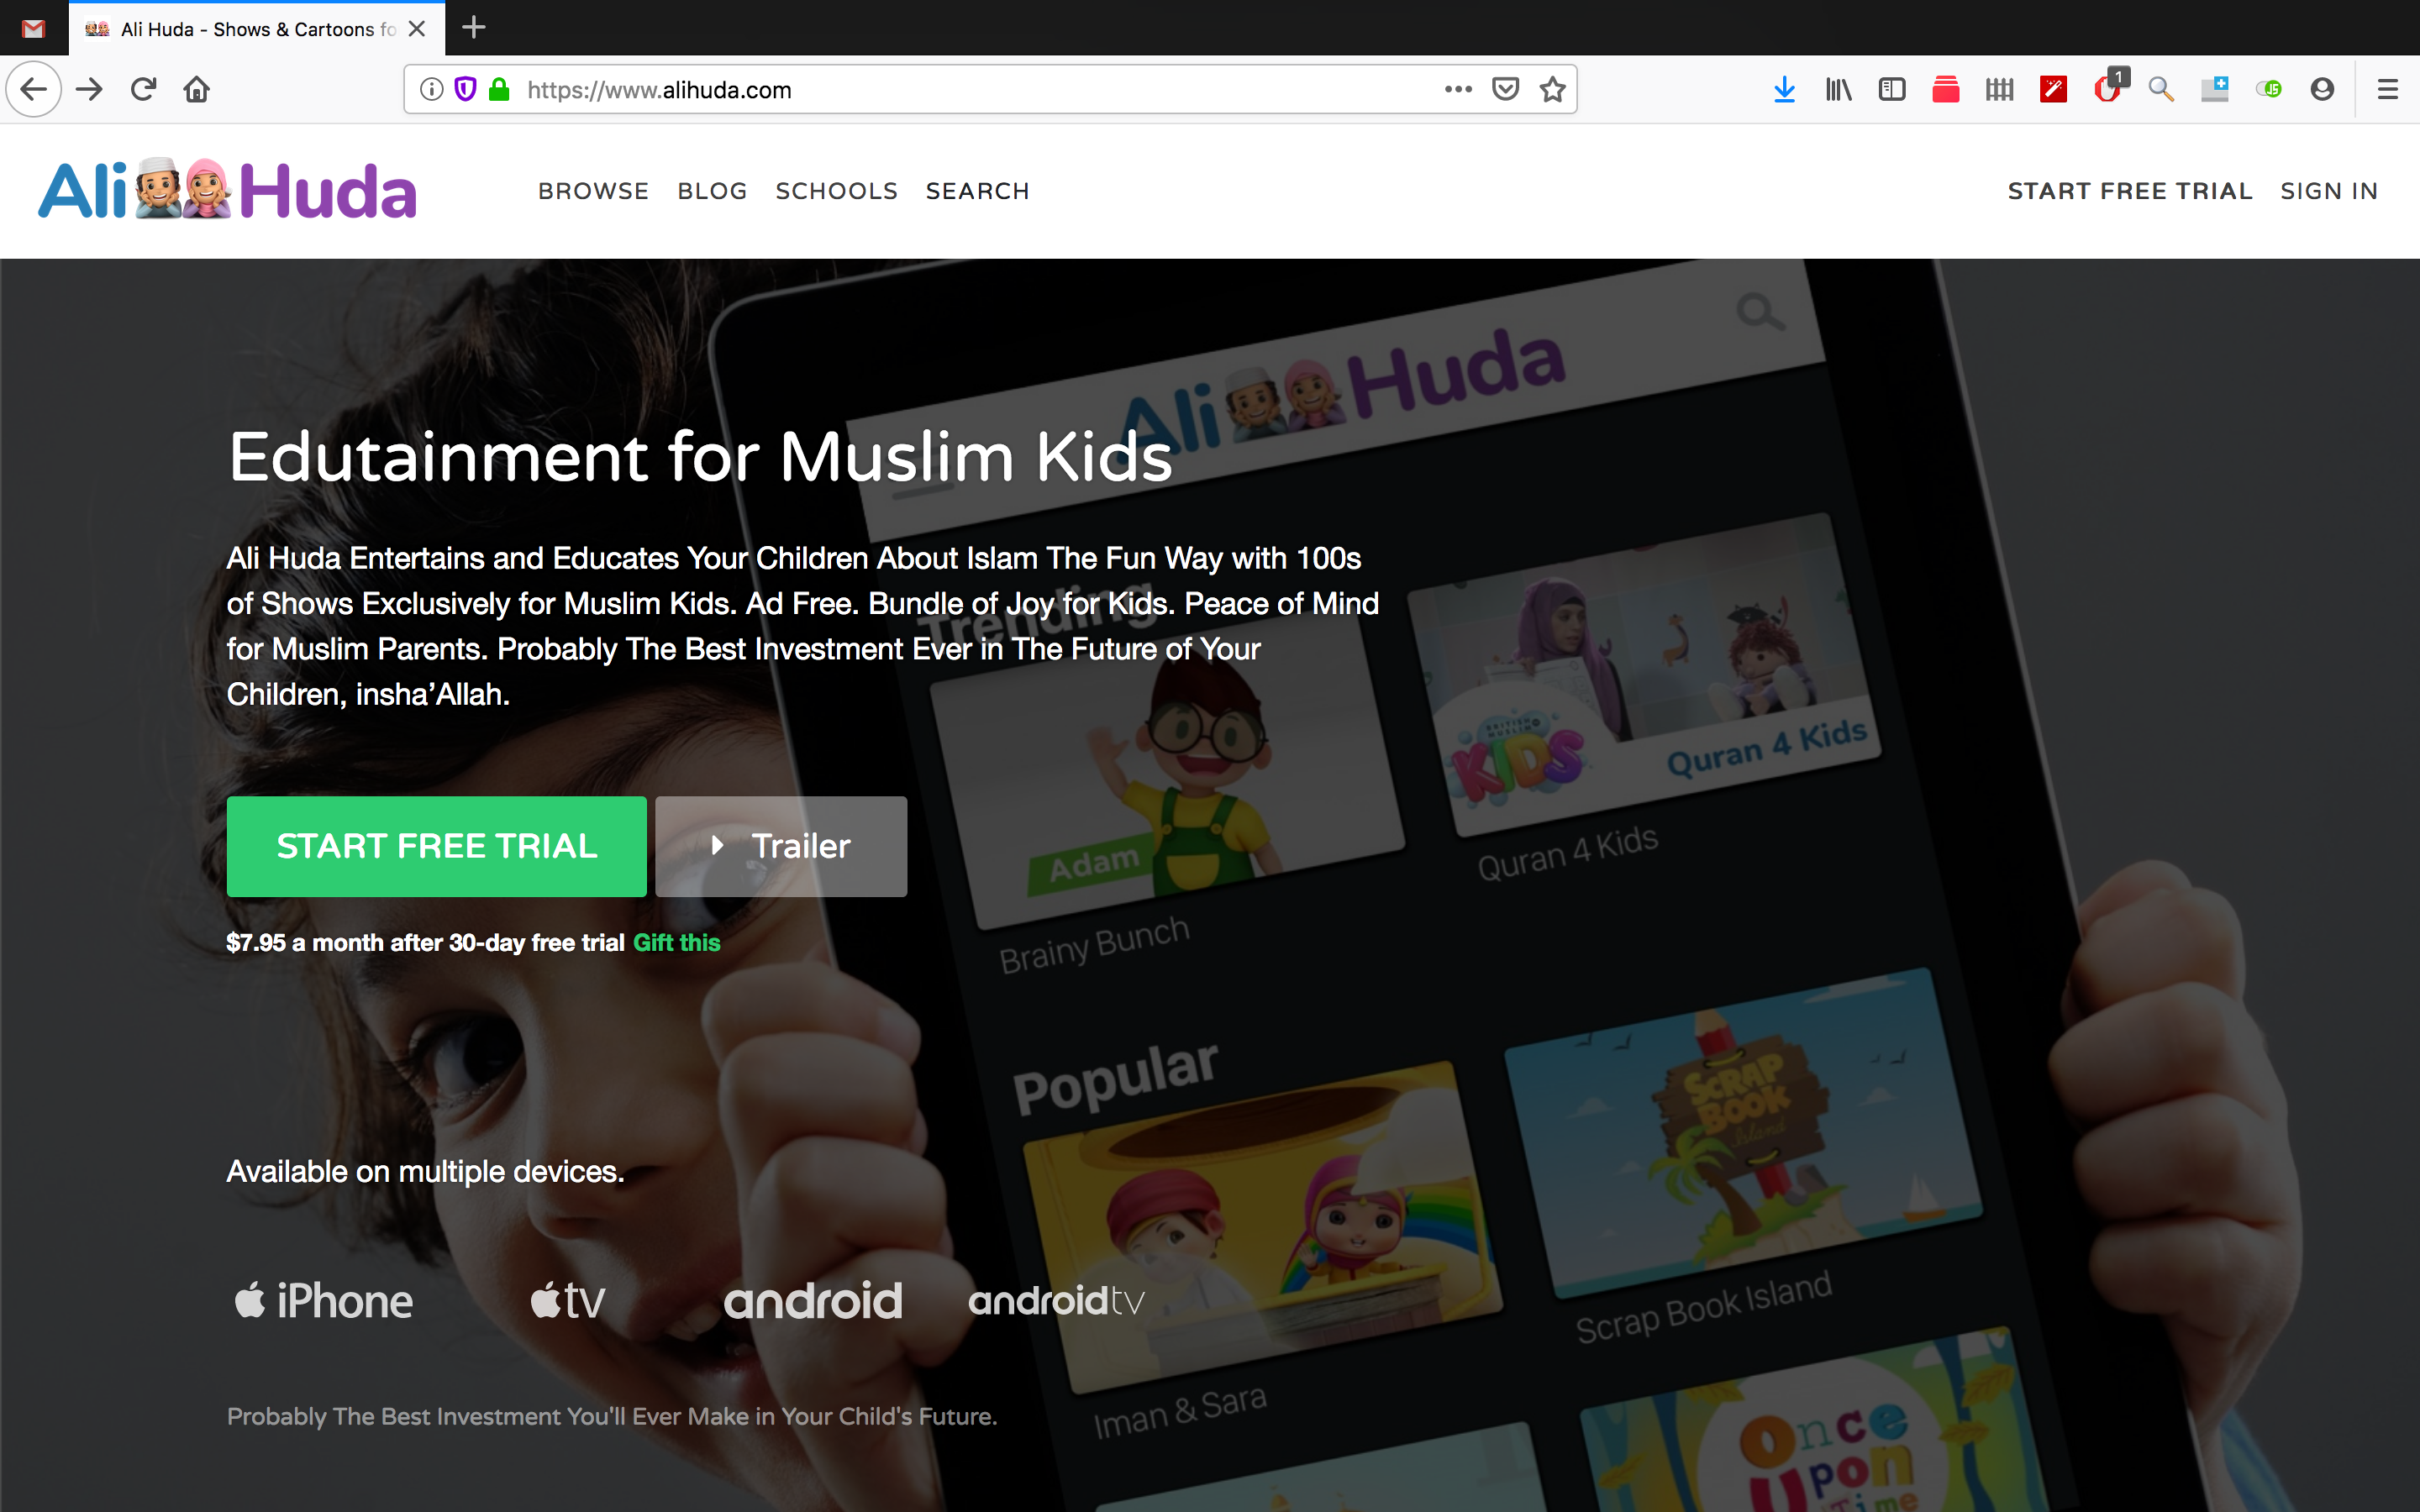 Ali Huda - Shows & Cartoons fo
https://www.alihuda.com
1
JS
Ali Huda
BROWSE BLOG SCHOOLS SEARCH
START FREE TRIAL SIGN IN
Ali Huda
Edutainment for Muslim Kids
Ali Huda Entertains and Educates Your Children About Islam The Fun Way with 100s
of Shows Exclusively for Muslim Kids. Ad Free. Bundle of Joy for Kids. Peace of Mind
for Muslim Parents. Probably The Best Investment Ever in The Future of Your
Children, insha’Allah.
START FREE TRIAL
Trailer
$7.95 a month after 30-day free trial Gift this
Available on multiple devices.
iPhone
tv
android
androidtv
Probably The Best Investment You'll Ever Make in Your Child's Future.
Trending
Adam
Brainy Bunch
BRITISH
MUSLIM
KIDS
Quran 4 Kids
Quran 4 Kids
Popular
Iman & Sara
SCRAP
BOOK
Island
Scrap Book Island
Once
Upon
Time